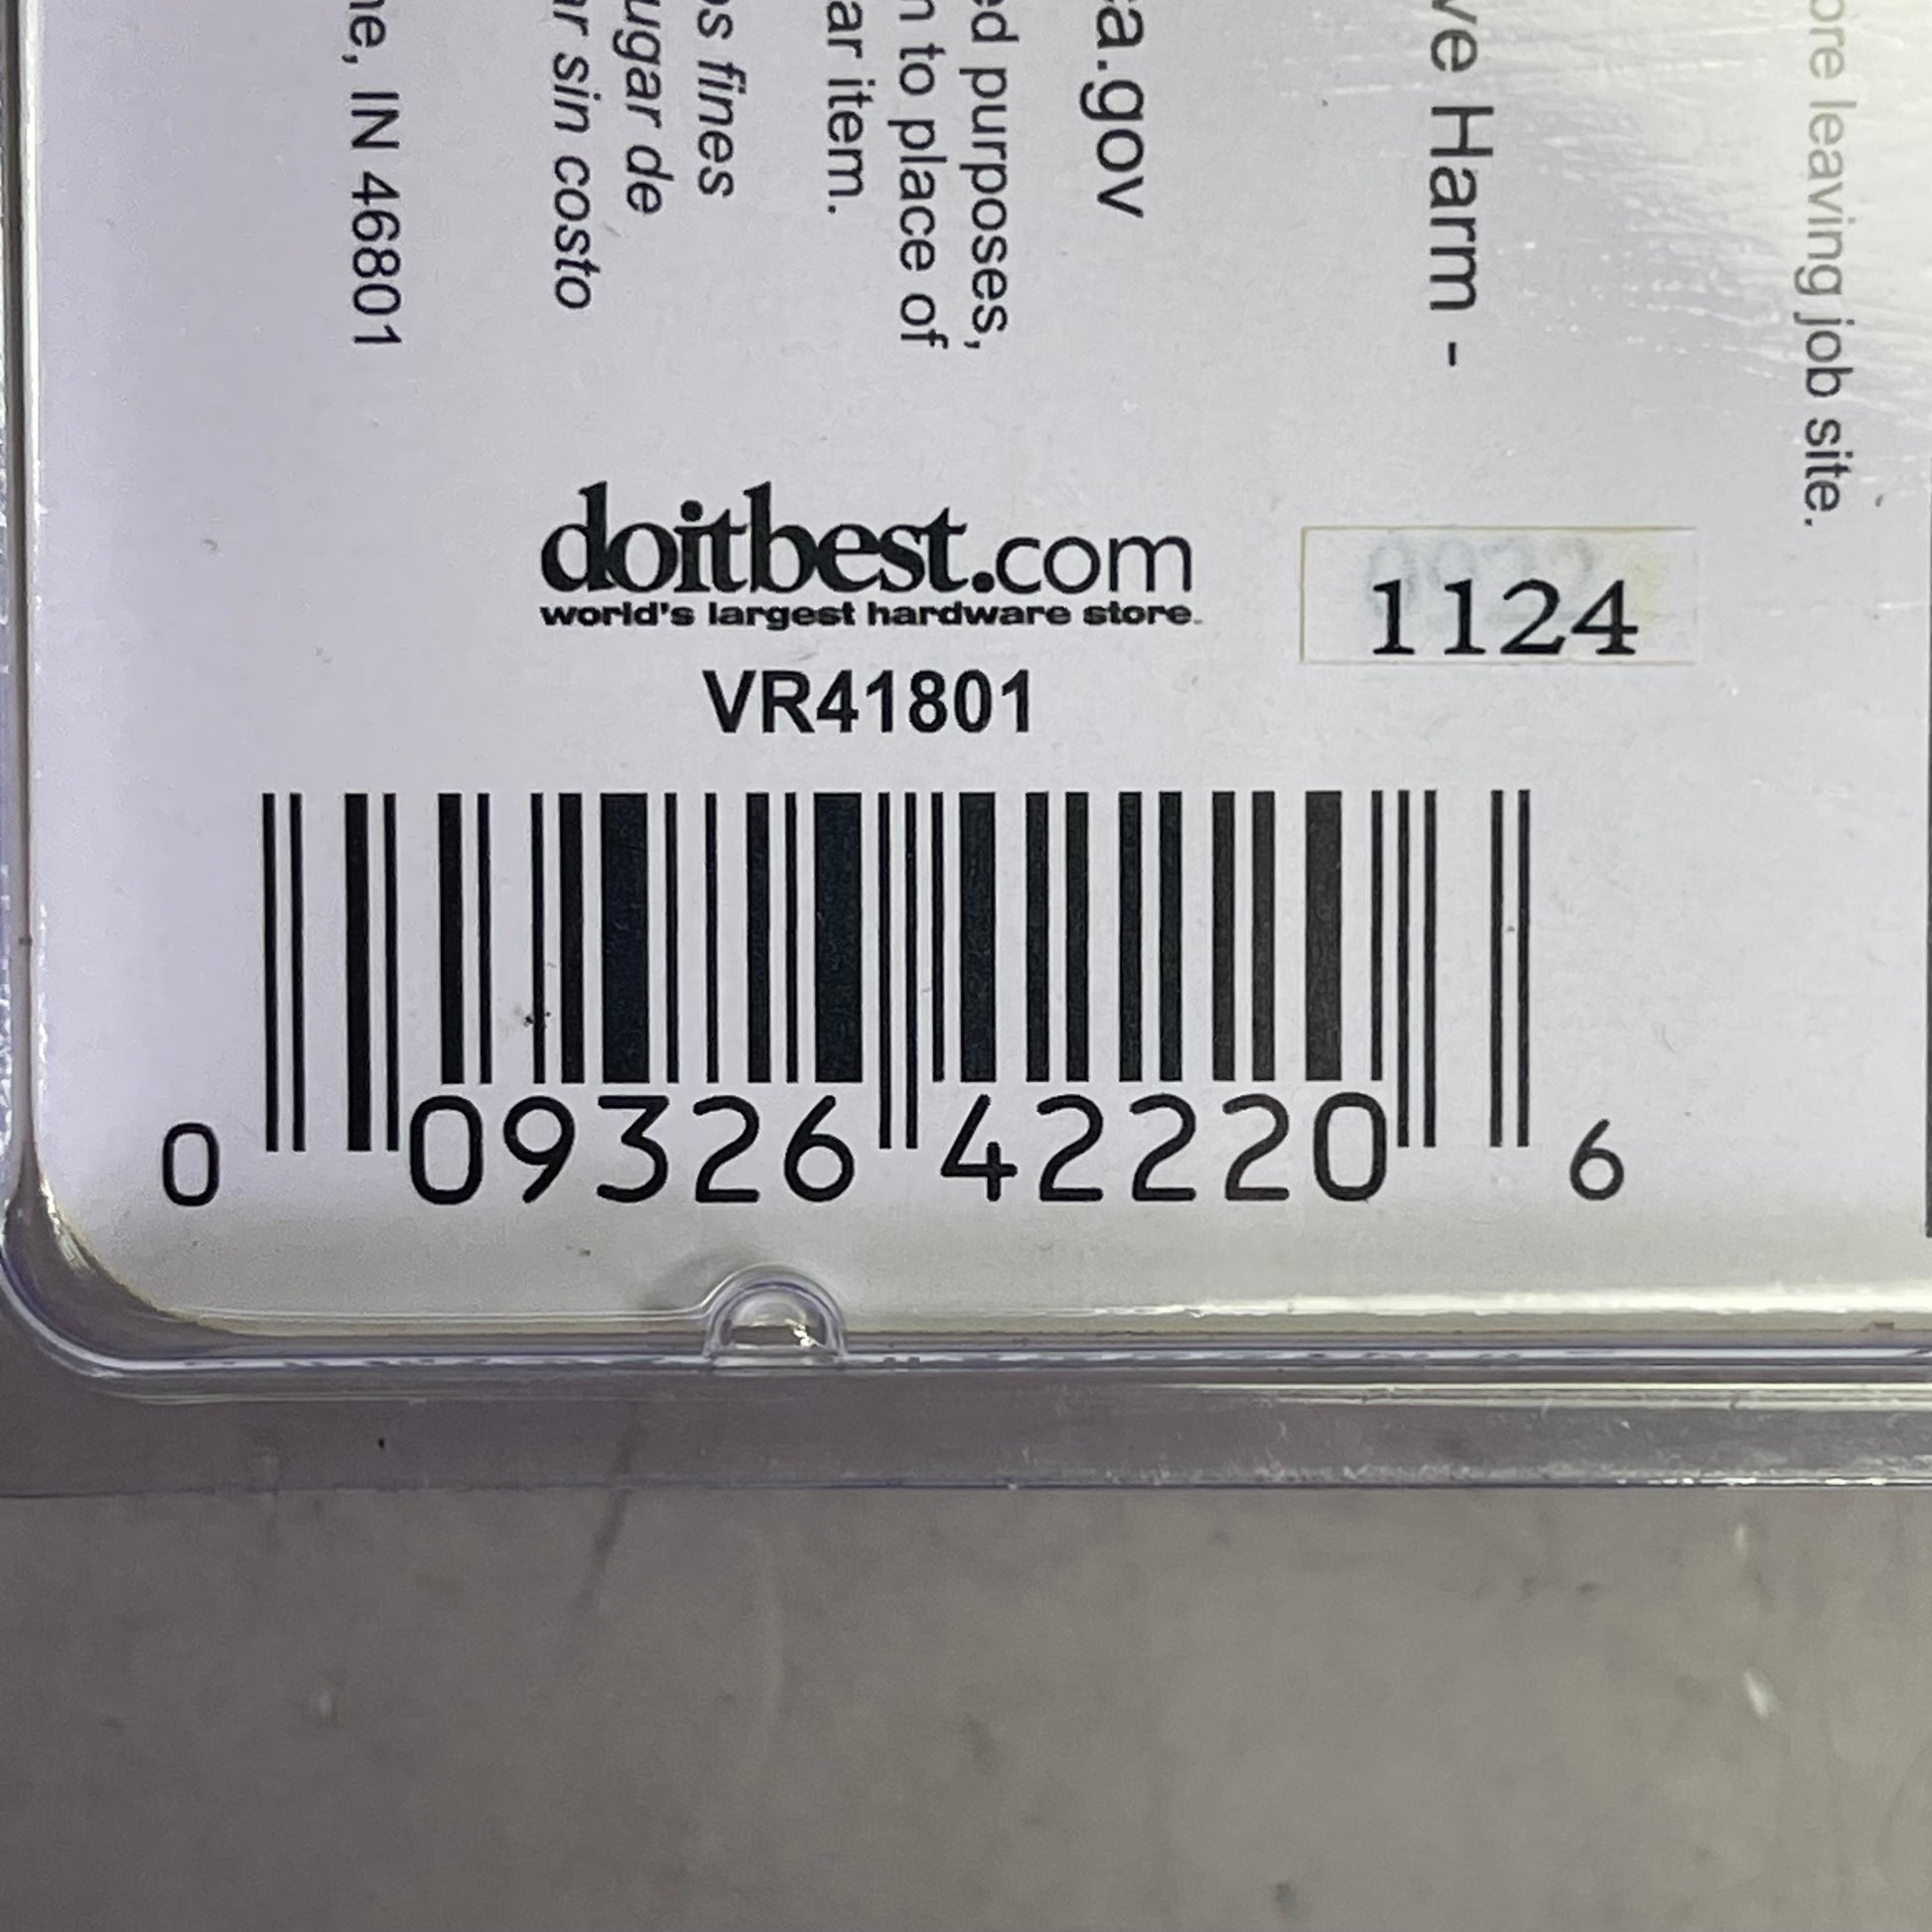 ore leaving job site.
ve Harm -
a.gov
ed purposes,
n to place of
ar item.
os fines
ugar de
ar sin costo
ne, IN 46801
doitbest.com
world's largest hardware store.
1124
VR41801
0 09326 42220 6